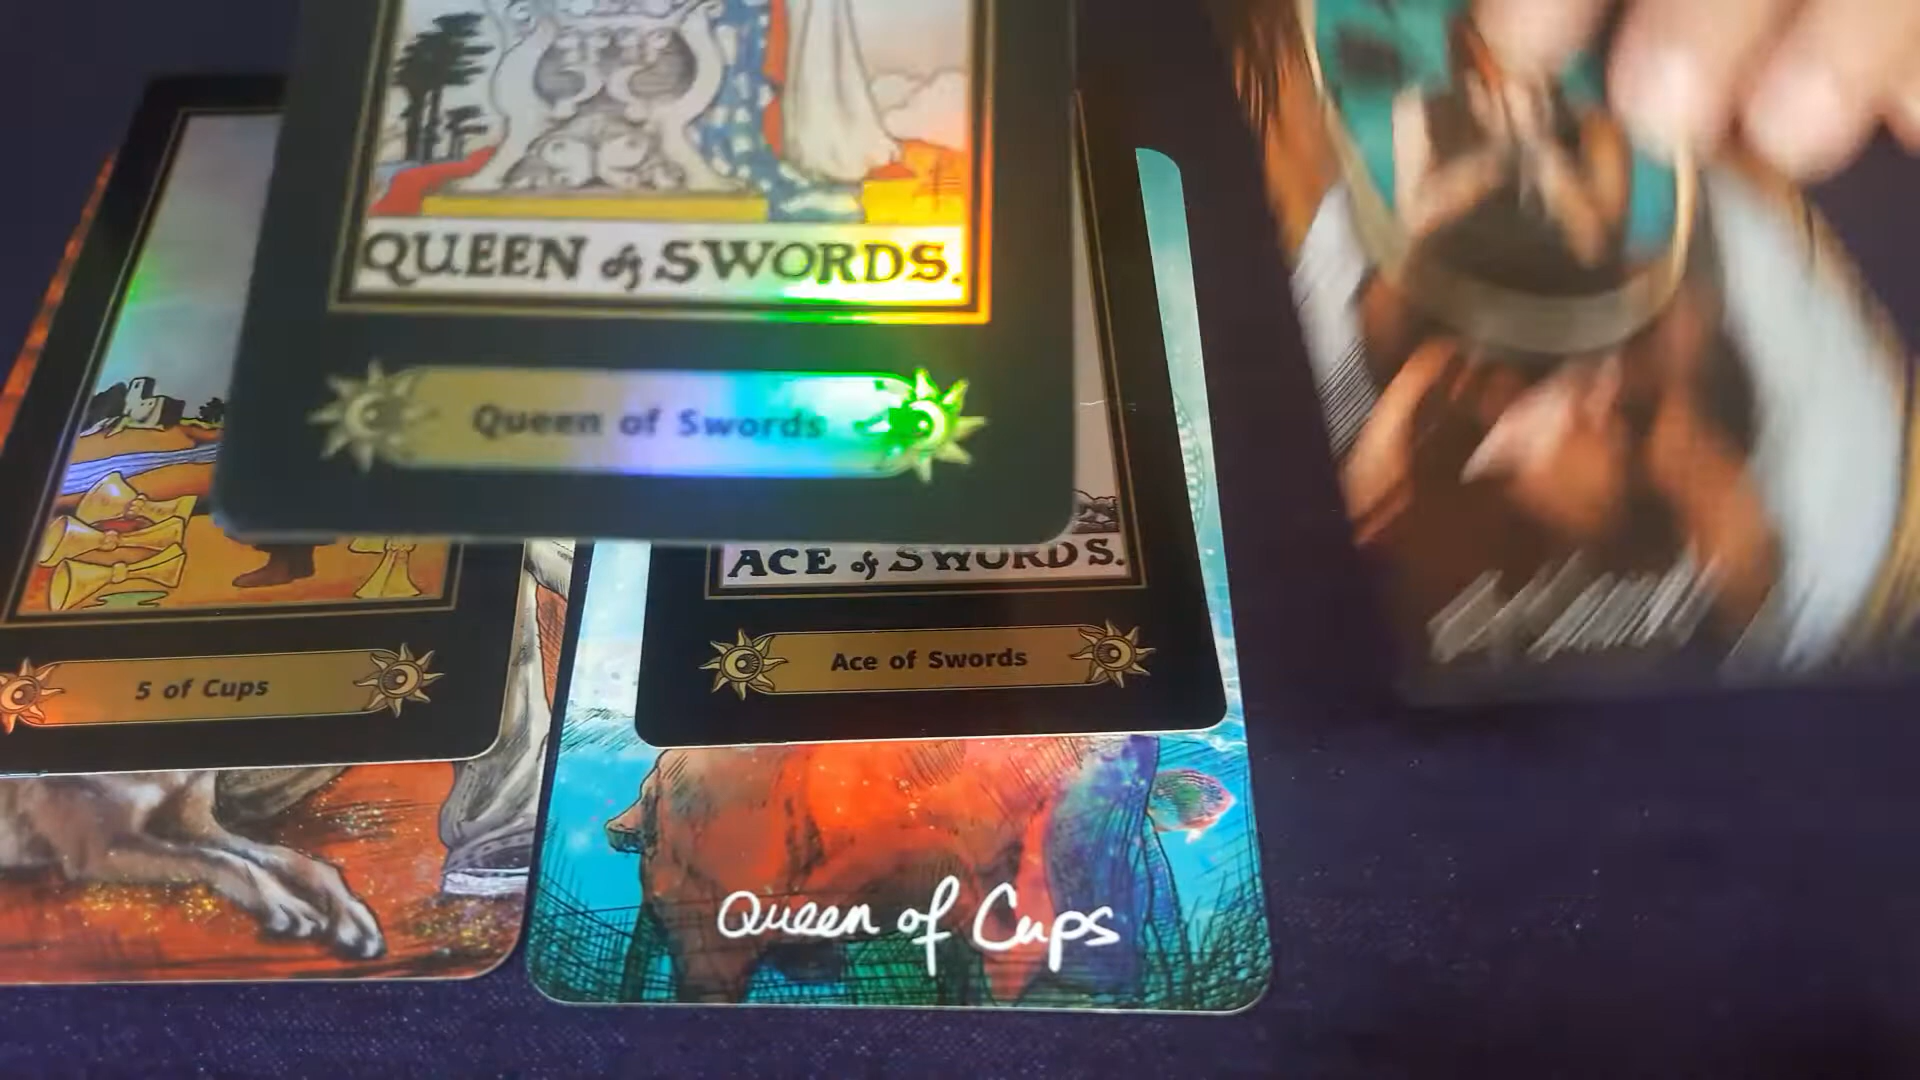 QUEEN of SWORDS.
Queen of Swords
ACE of SWORDS.
Ace of Swords
5 of Cups
Queen of Cups